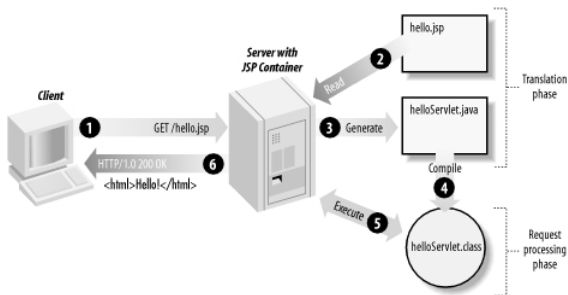 hello.jsp
Server with
JSP Container
2
Read
Translation
phase
Client
helloServlet.java
1
GET /hello.jsp
3
Generate
HTTP/1.0 200 OK
6
<html>Hello!</html>
Compile
4
Execute
5
helloServlet.class
Request
processing
phase